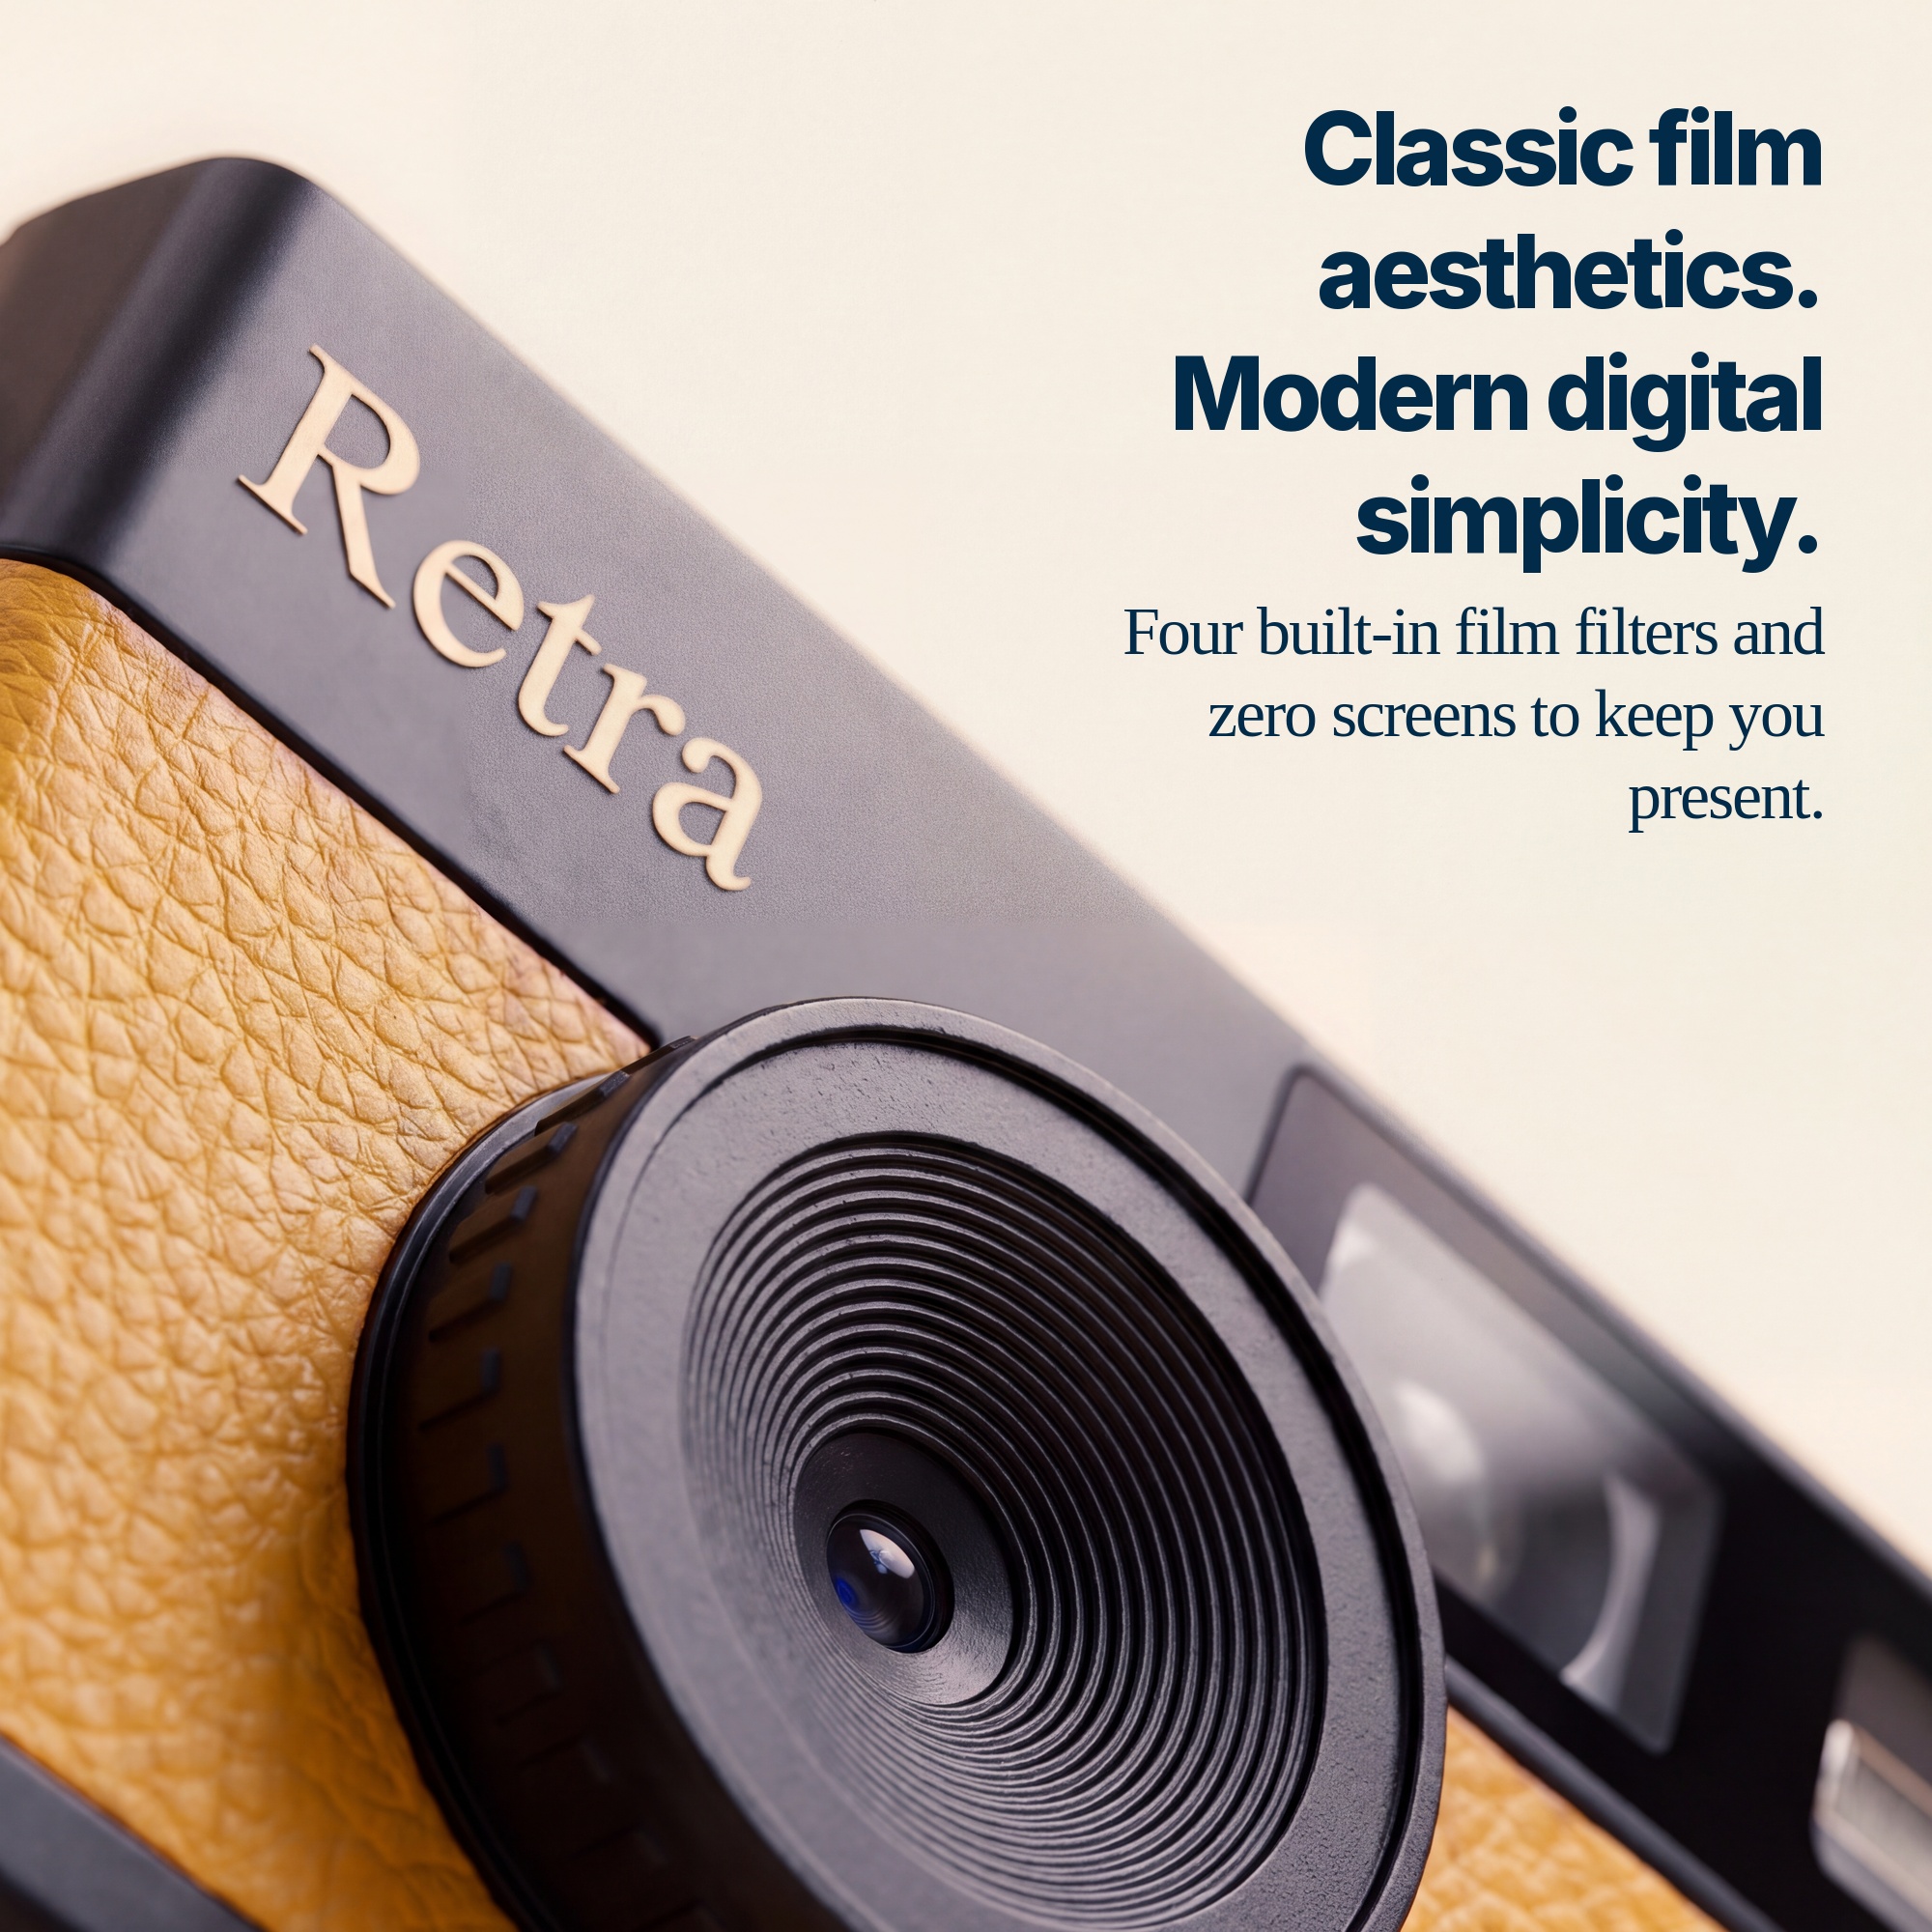 Classic film
aesthetics.
Modern digital
simplicity.
Four built-in film filters and
zero screens to keep you
present.
Retra